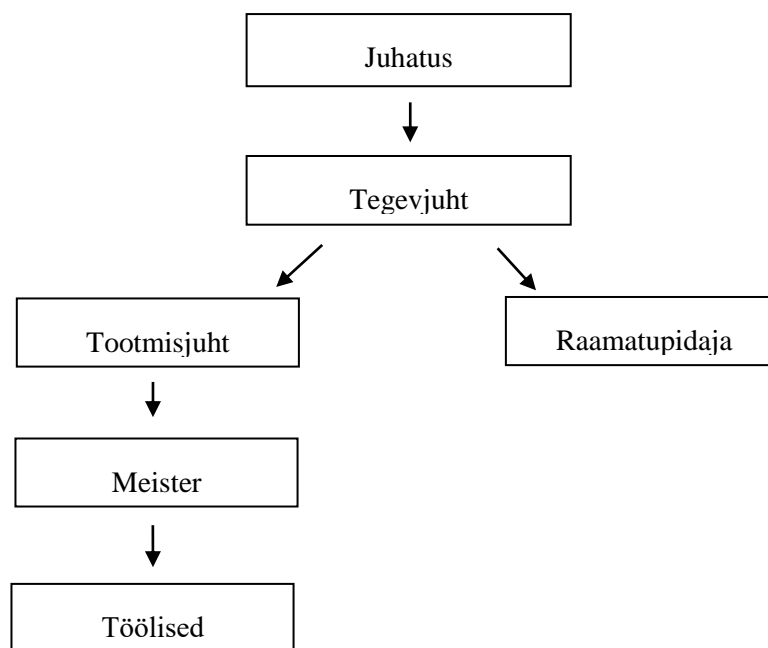 Juhatus
Tegevjuht
Tootmisjuht
Raamatupidaja
Meister
Töölised